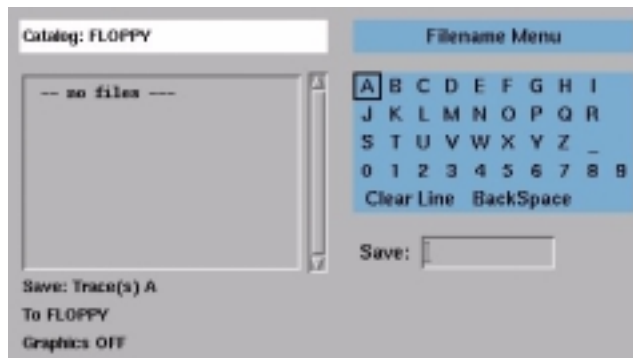 Catalog: FLOPPY
-- no files ---
Save: Trace(s) A
To FLOPPY
Graphics OFF
Filename Menu
A B C D E F G H I
J K L M N O P Q R
S T U V W X Y Z _
0 1 2 3 4 5 6 7 8 9
Clear Line BackSpace
Save: